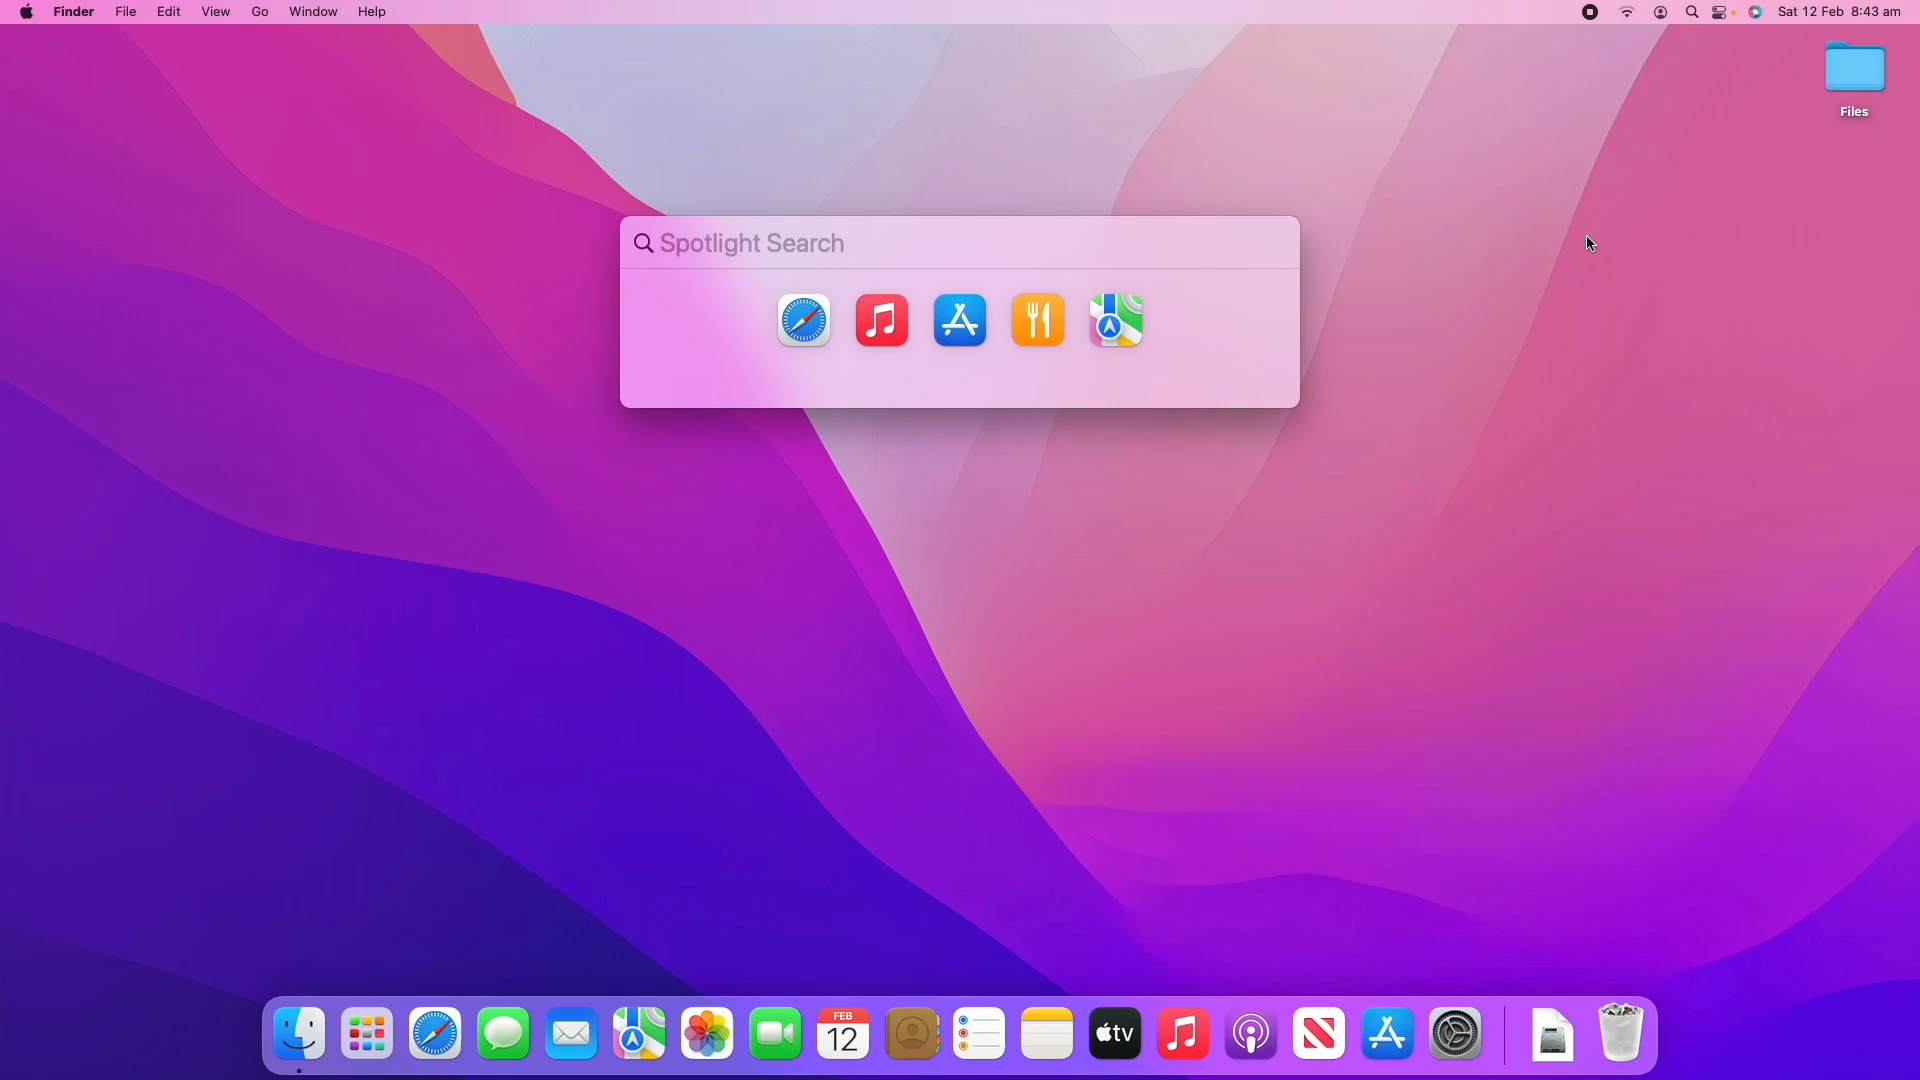 Finder File Edit View Go Window Help Sat 12 Feb 8:43 am
Files
Spotlight Search
FEB
12
tv